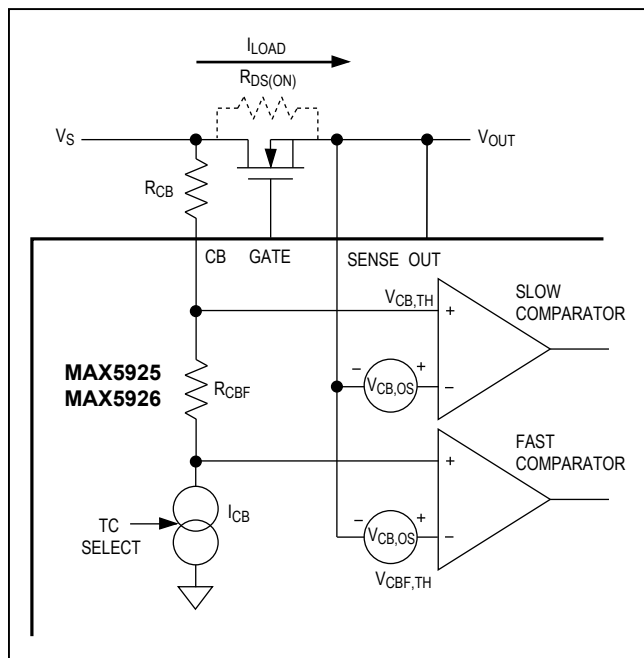 ILOAD
RDS(ON)
VS
VOUT
RCB
CB GATE SENSE OUT
VCB,TH
SLOW
COMPARATOR
+
− +
VCB,OS
−
MAX5925
MAX5926
RCBF
FAST
COMPARATOR
+
ICB
TC
SELECT
− +
VCB,OS
−
VCBF,TH